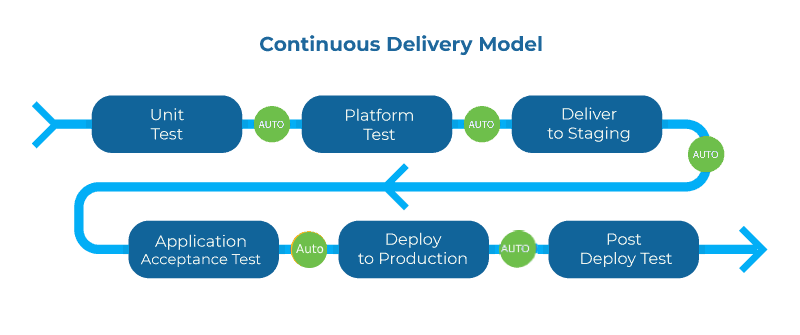 Continuous Delivery Model
Unit
Test
AUTO
Platform
Test
AUTO
Deliver
to Staging
AUTO
Application
Acceptance Test
Auto
Deploy
to Production
AUTO
Post
Deploy Test